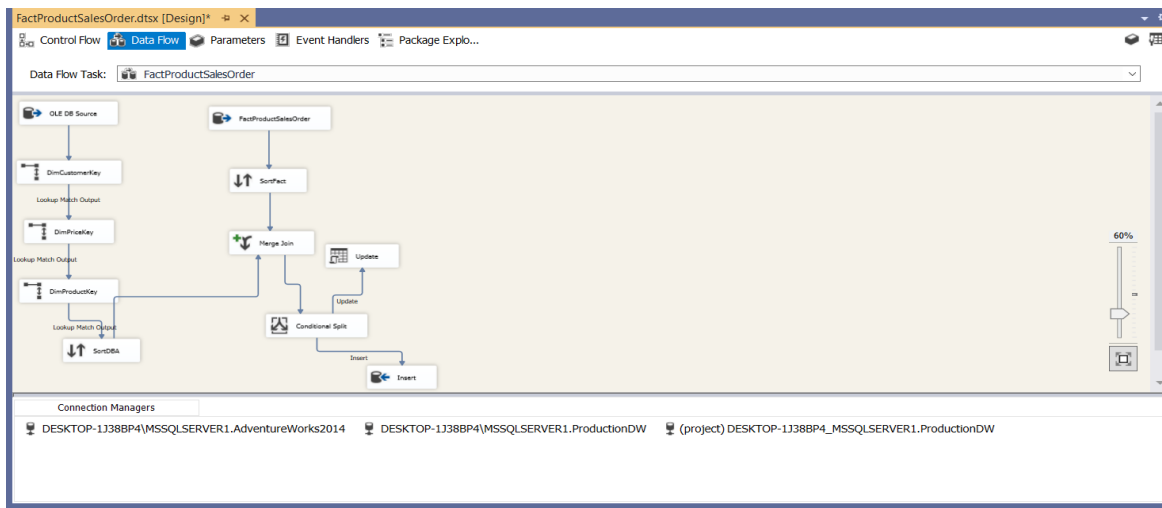 FactProductSalesOrder.dtsx [Design]*
Control Flow Data Flow Parameters Event Handlers Package Explo...
Data Flow Task: FactProductSalesOrder
OLE DB Source
FactProductSalesOrder
DimCustomerKey
SortFact
Lookup Match Output
DimPriceKey
Merge Join
Update
60%
Lookup Match Output
DimProductKey
Update
Lookup Match Output
Conditional Split
SortDBA
Insert
Insert
Connection Managers
DESKTOP-1J38BP4\MSSQLSERVER1.AdventureWorks2014 DESKTOP-1J38BP4\MSSQLSERVER1.ProductionDW (project) DESKTOP-1J38BP4_MSSQLSERVER1.ProductionDW